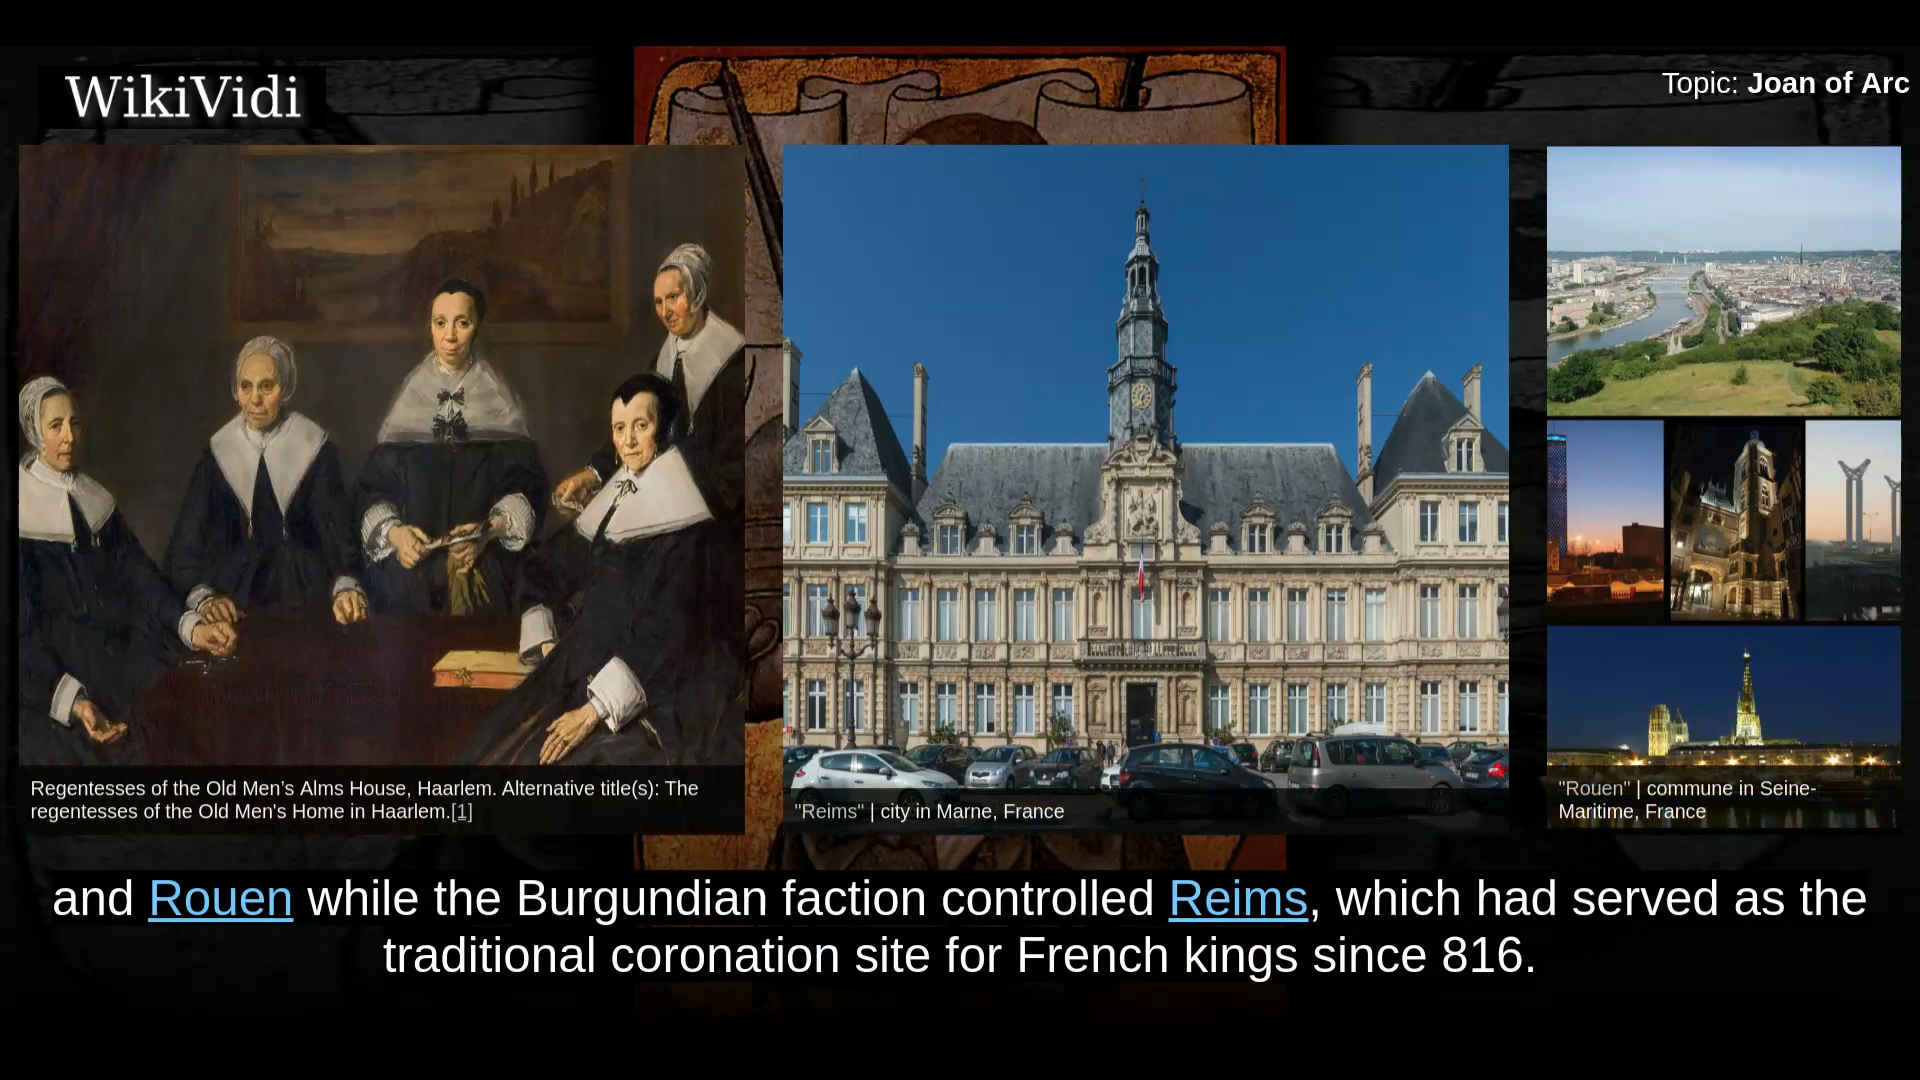 WikiVidi
Topic: Joan of Arc
Regentesses of the Old Men’s Alms House, Haarlem. Alternative title(s): The
regentesses of the Old Men's Home in Haarlem.[1]
"Reims" | city in Marne, France
"Rouen" | commune in Seine-
Maritime, France
and Rouen while the Burgundian faction controlled Reims, which had served as the
traditional coronation site for French kings since 816.